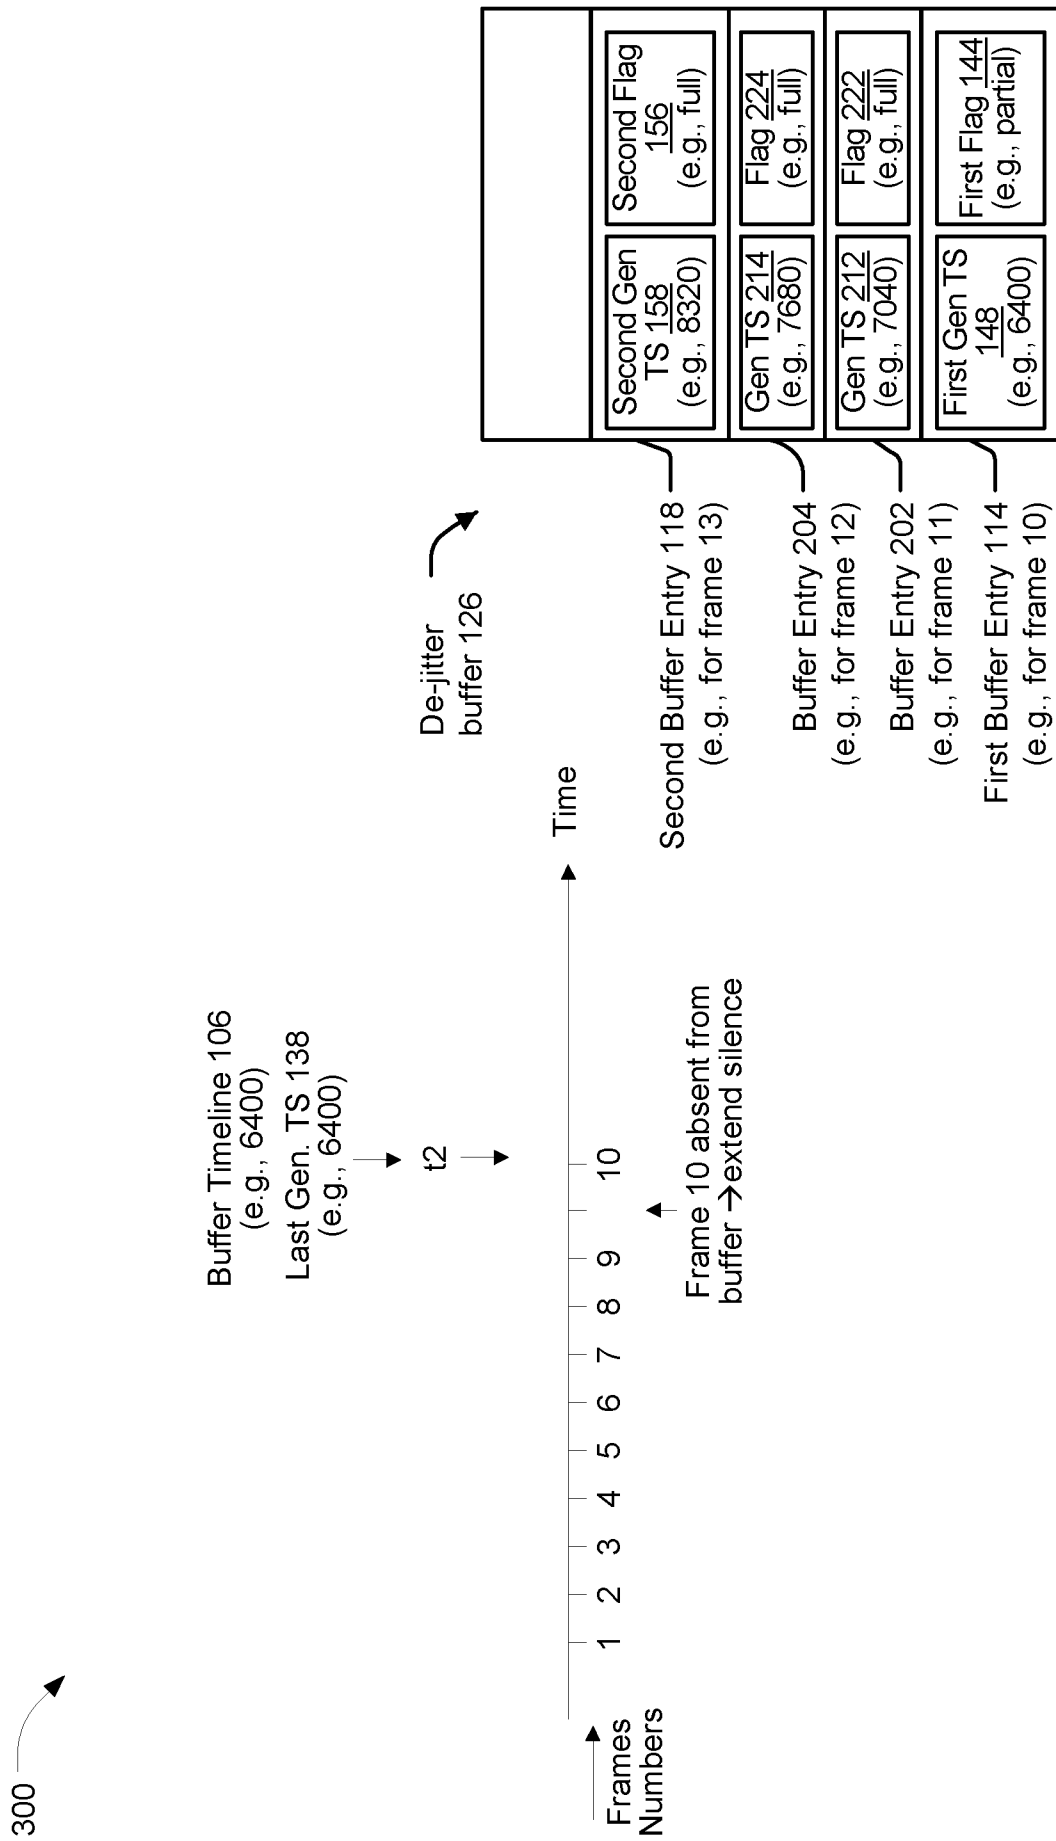 300
Buffer Timeline 106
(e.g., 6400)
Last Gen. TS 138
(e.g., 6400)
t2
Time
Frames
Numbers
1
2
3
4
5
6
7
8
9
10
Frame 10 absent from
buffer →extend silence
De-jitter
buffer 126
Second Buffer Entry 118
(e.g., for frame 13)
Buffer Entry 204
(e.g., for frame 12)
Buffer Entry 202
(e.g., for frame 11)
First Buffer Entry 114
(e.g., for frame 10)
Second Gen
TS 158
(e.g., 8320)
Second Flag
156
(e.g., full)
Gen TS 214
(e.g., 7680)
Flag 224
(e.g., full)
Gen TS 212
(e.g., 7040)
Flag 222
(e.g., full)
First Gen TS
148
(e.g., 6400)
First Flag 144
(e.g., partial)